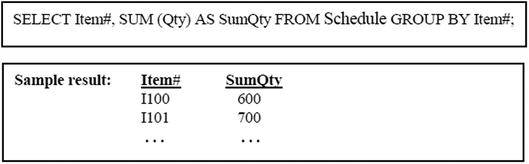 SELECT Item#, SUM (Qty) AS SumQty FROM Schedule GROUP BY Item#;
Sample result: Item# SumQty
I100 600
I101 700
... ...